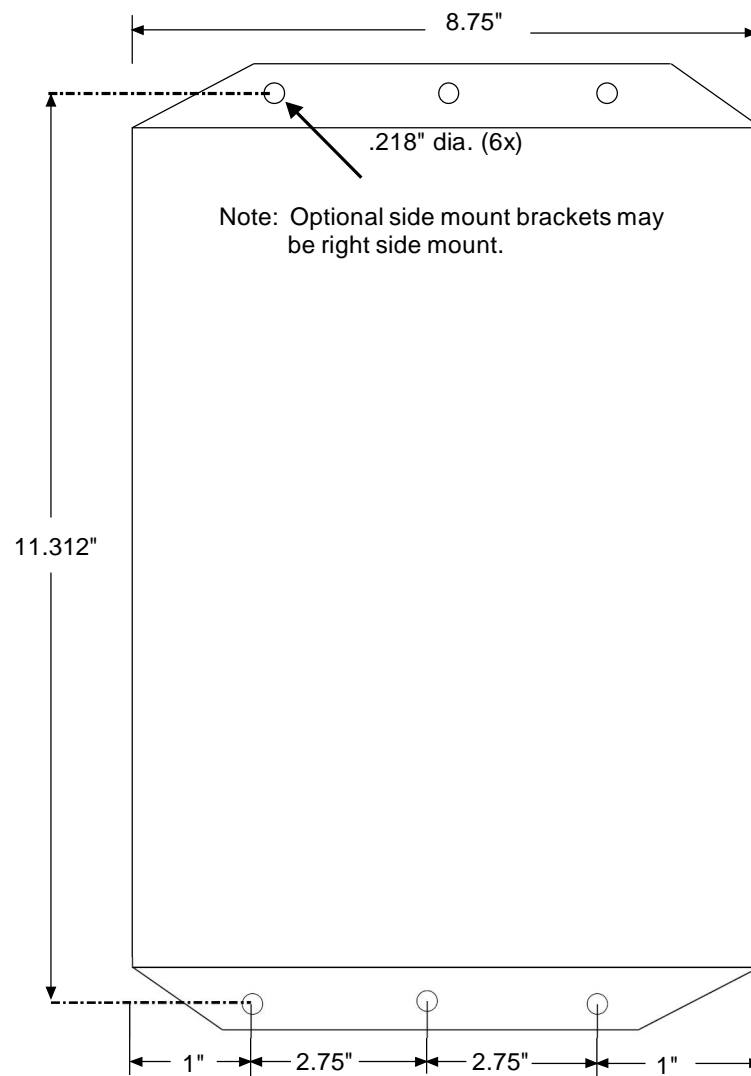 8.75"
.218" dia. (6x)
Note: Optional side mount brackets may
be right side mount.
11.312"
1" 2.75" 2.75" 1"